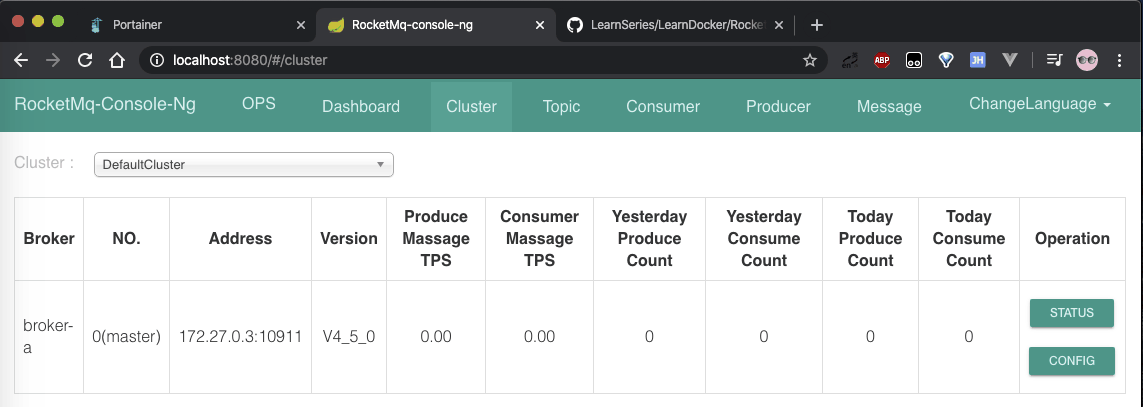 Portainer
RocketMq-console-ng
LearnSeries/LearnDocker/Rocke
localhost:8080/#/cluster
ABP
JH
RocketMq-Console-Ng OPS Dashboard Cluster Topic Consumer Producer Message ChangeLanguage
Cluster : DefaultCluster
Broker
NO.
Address
Version
Produce
Massage
TPS
Consumer
Massage
TPS
Yesterday
Produce
Count
Yesterday
Consume
Count
Today
Produce
Count
Today
Consume
Count
Operation
broker-
a
0(master)
172.27.0.3:10911
V4_5_0
0.00
0.00
0
0
0
0
STATUS
CONFIG